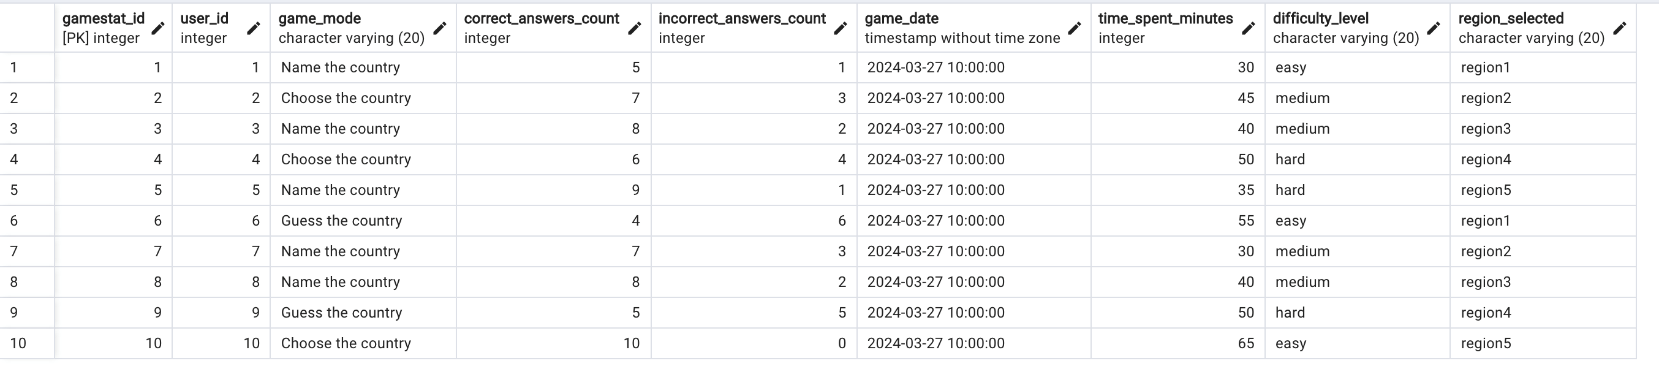 gamestat_id user_id game_mode correct_answers_count incorrect_answers_count game_date time_spent_minutes difficulty_level region_selected
[PK] integer integer character varying (20) integer integer timestamp without time zone integer character varying (20) character varying (20)
1 1 1 Name the country 5 1 2024-03-27 10:00:00 30 easy region1
2 2 2 Choose the country 7 3 2024-03-27 10:00:00 45 medium region2
3 3 3 Name the country 8 2 2024-03-27 10:00:00 40 medium region3
4 4 4 Choose the country 6 4 2024-03-27 10:00:00 50 hard region4
5 5 5 Name the country 9 1 2024-03-27 10:00:00 35 hard region5
6 6 6 Guess the country 4 6 2024-03-27 10:00:00 55 easy region1
7 7 7 Name the country 7 3 2024-03-27 10:00:00 30 medium region2
8 8 8 Name the country 8 2 2024-03-27 10:00:00 40 medium region3
9 9 9 Guess the country 5 5 2024-03-27 10:00:00 50 hard region4
10 10 10 Choose the country 10 0 2024-03-27 10:00:00 65 easy region5